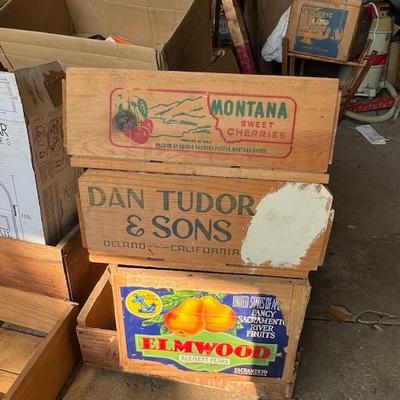 MONTANA
SWEET
CHERRIES
DAN TUDOR
& SONS
DELANO CALIFORNIA
UNITED STATES OF
FANCY
SACRAMENTO
RIVER
FRUITS
ELMWOOD
BARTLETT PEARS
SACRAMENTO